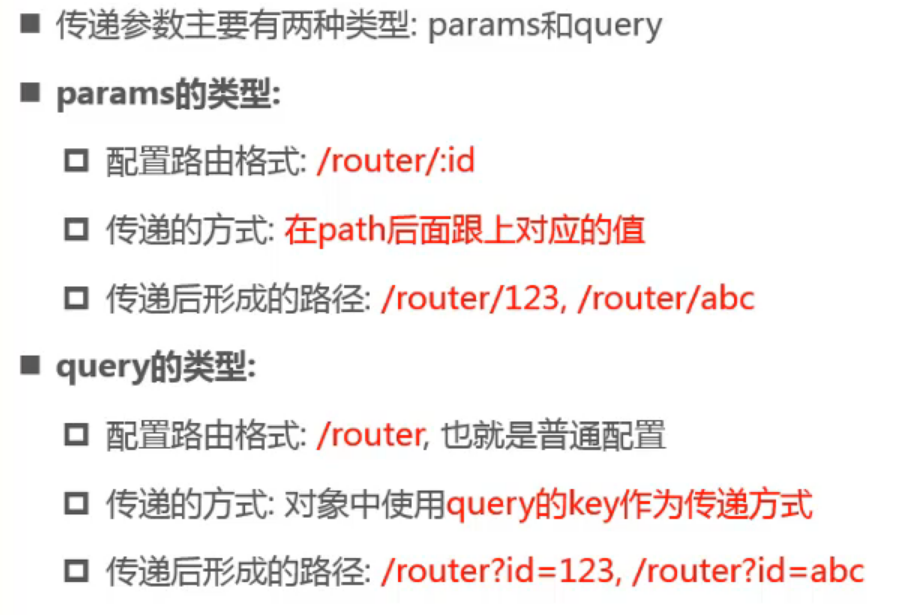 传递参数主要有两种类型: params和query
params的类型:
配置路由格式: /router/:id
传递的方式: 在path后面跟上对应的值
传递后形成的路径: /router/123, /router/abc
query的类型:
配置路由格式: /router, 也就是普通配置
传递的方式: 对象中使用query的key作为传递方式
传递后形成的路径: /router?id=123, /router?id=abc